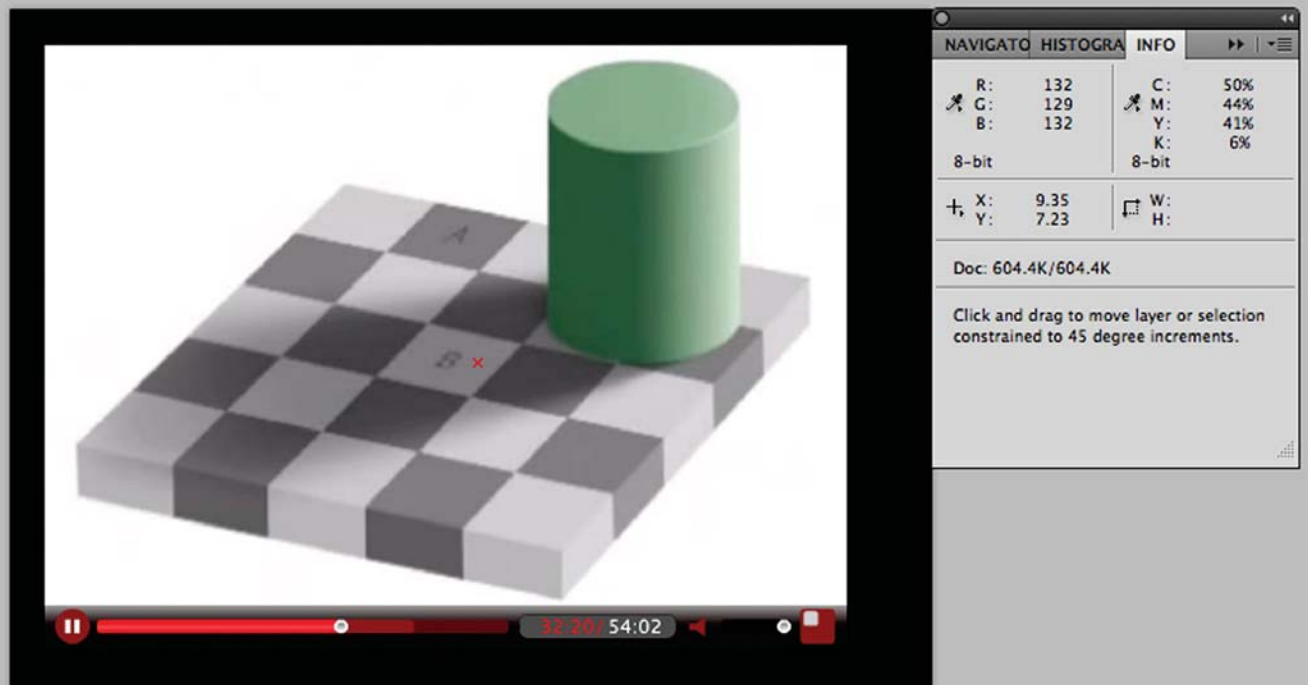 NAVIGATO HISTOGRA INFO
R: 132 C: 50%
G: 129 M: 44%
B: 132 Y: 41%
K: 6%
8-bit 8-bit
X: 9.35 W:
Y: 7.23 H:
Doc: 604.4K/604.4K
Click and drag to move layer or selection
constrained to 45 degree increments.
A
B
32:20/ 54:02